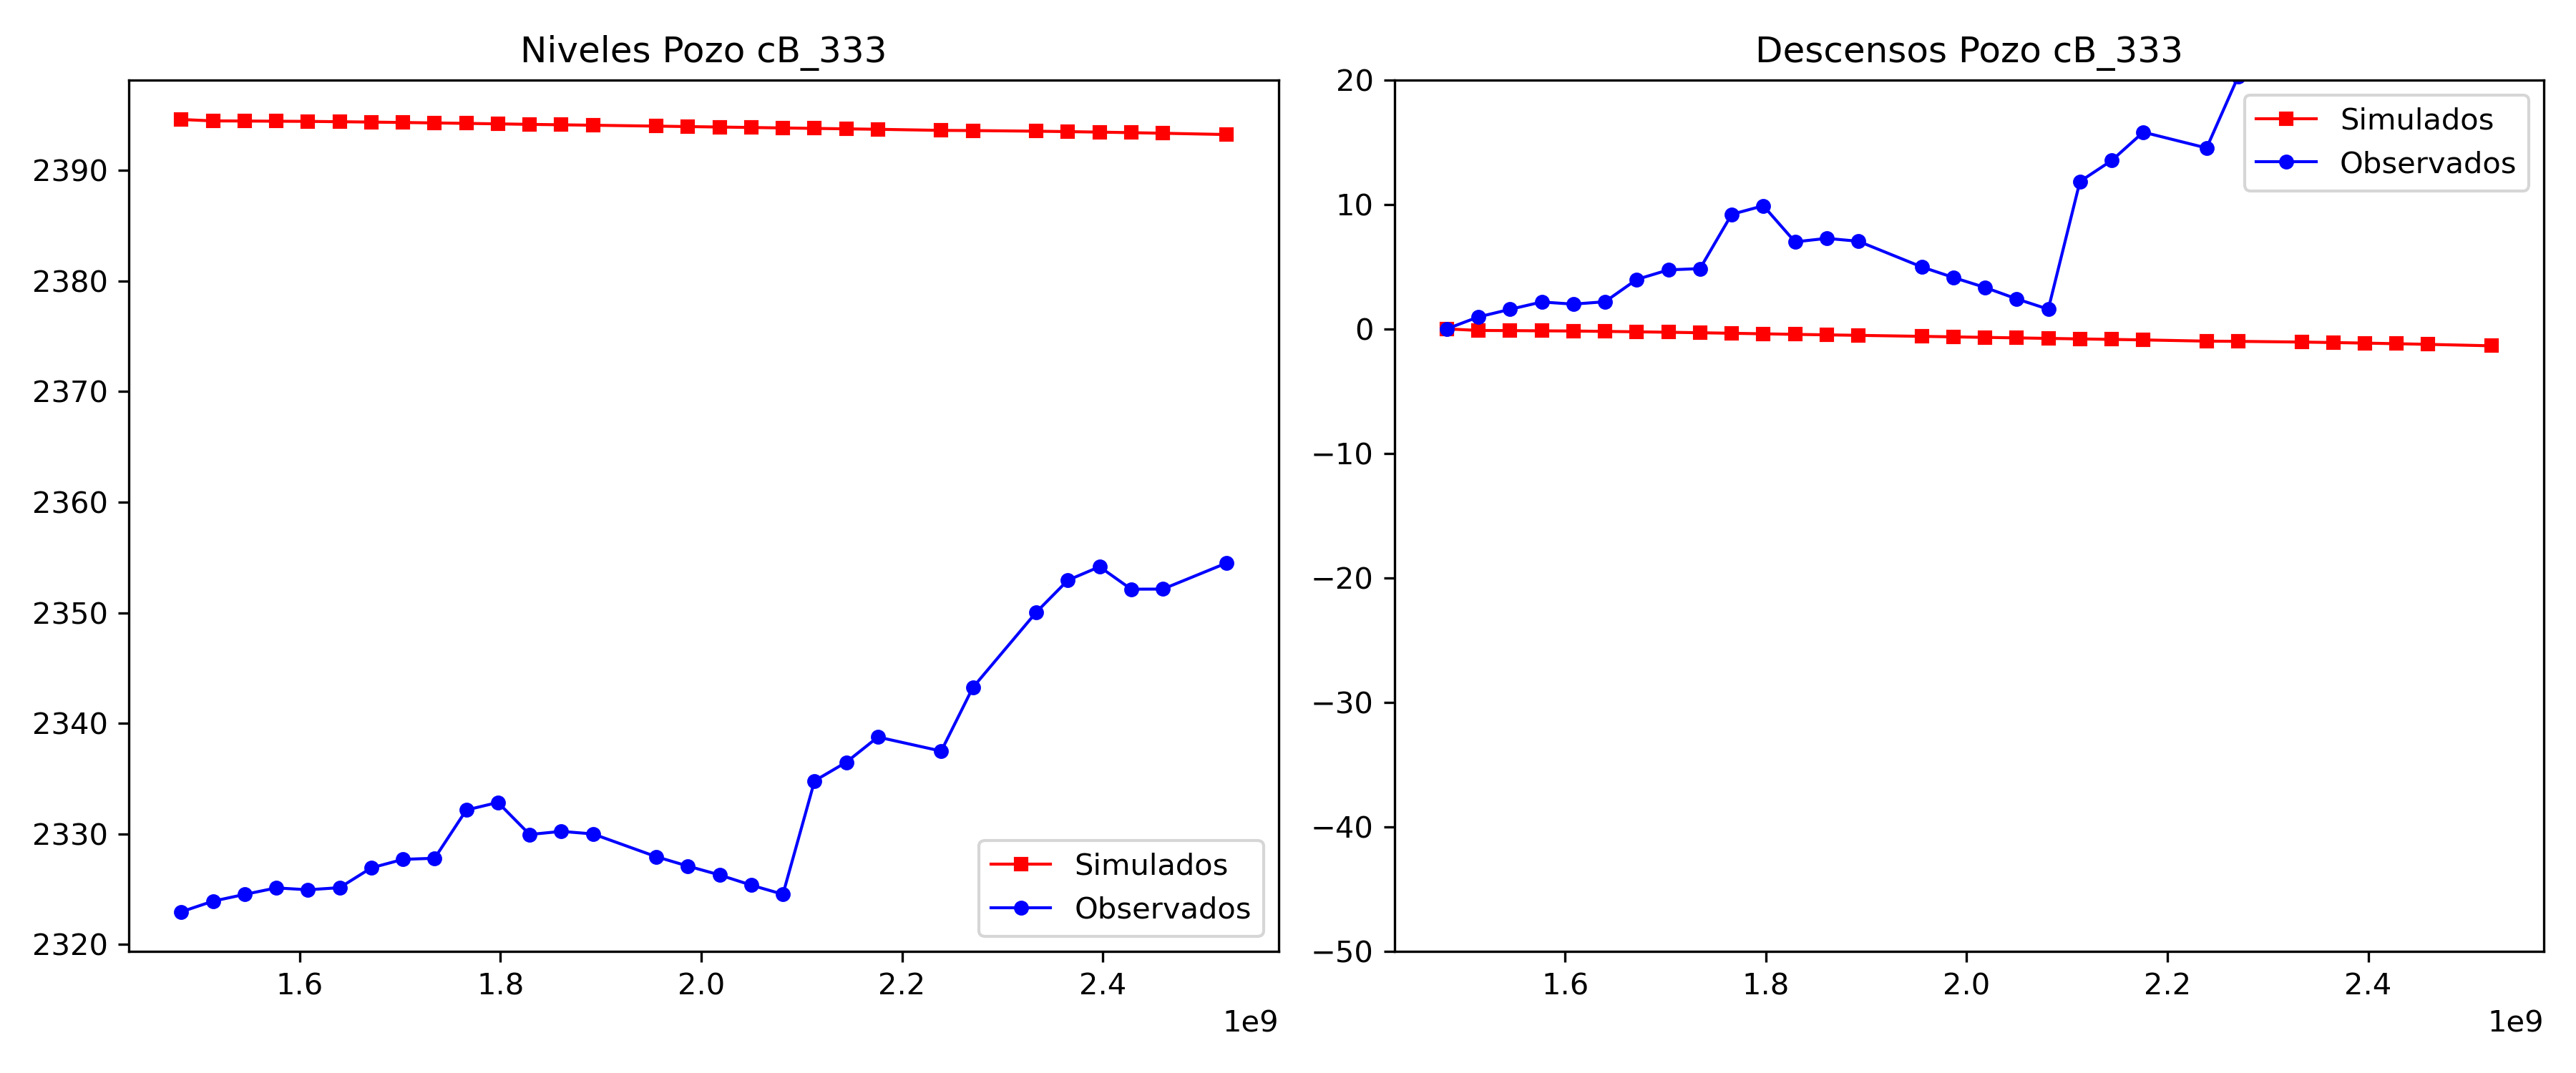 Niveles Pozo cB_333
2390
2380
2370
2360
2350
2340
2330
2320
1.6 1.8 2.0 2.2 2.4
1e9
Simulados
Observados
Descensos Pozo cB_333
20
10
0
−10
−20
−30
−40
−50
1.6 1.8 2.0 2.2 2.4
1e9
Simulados
Observados